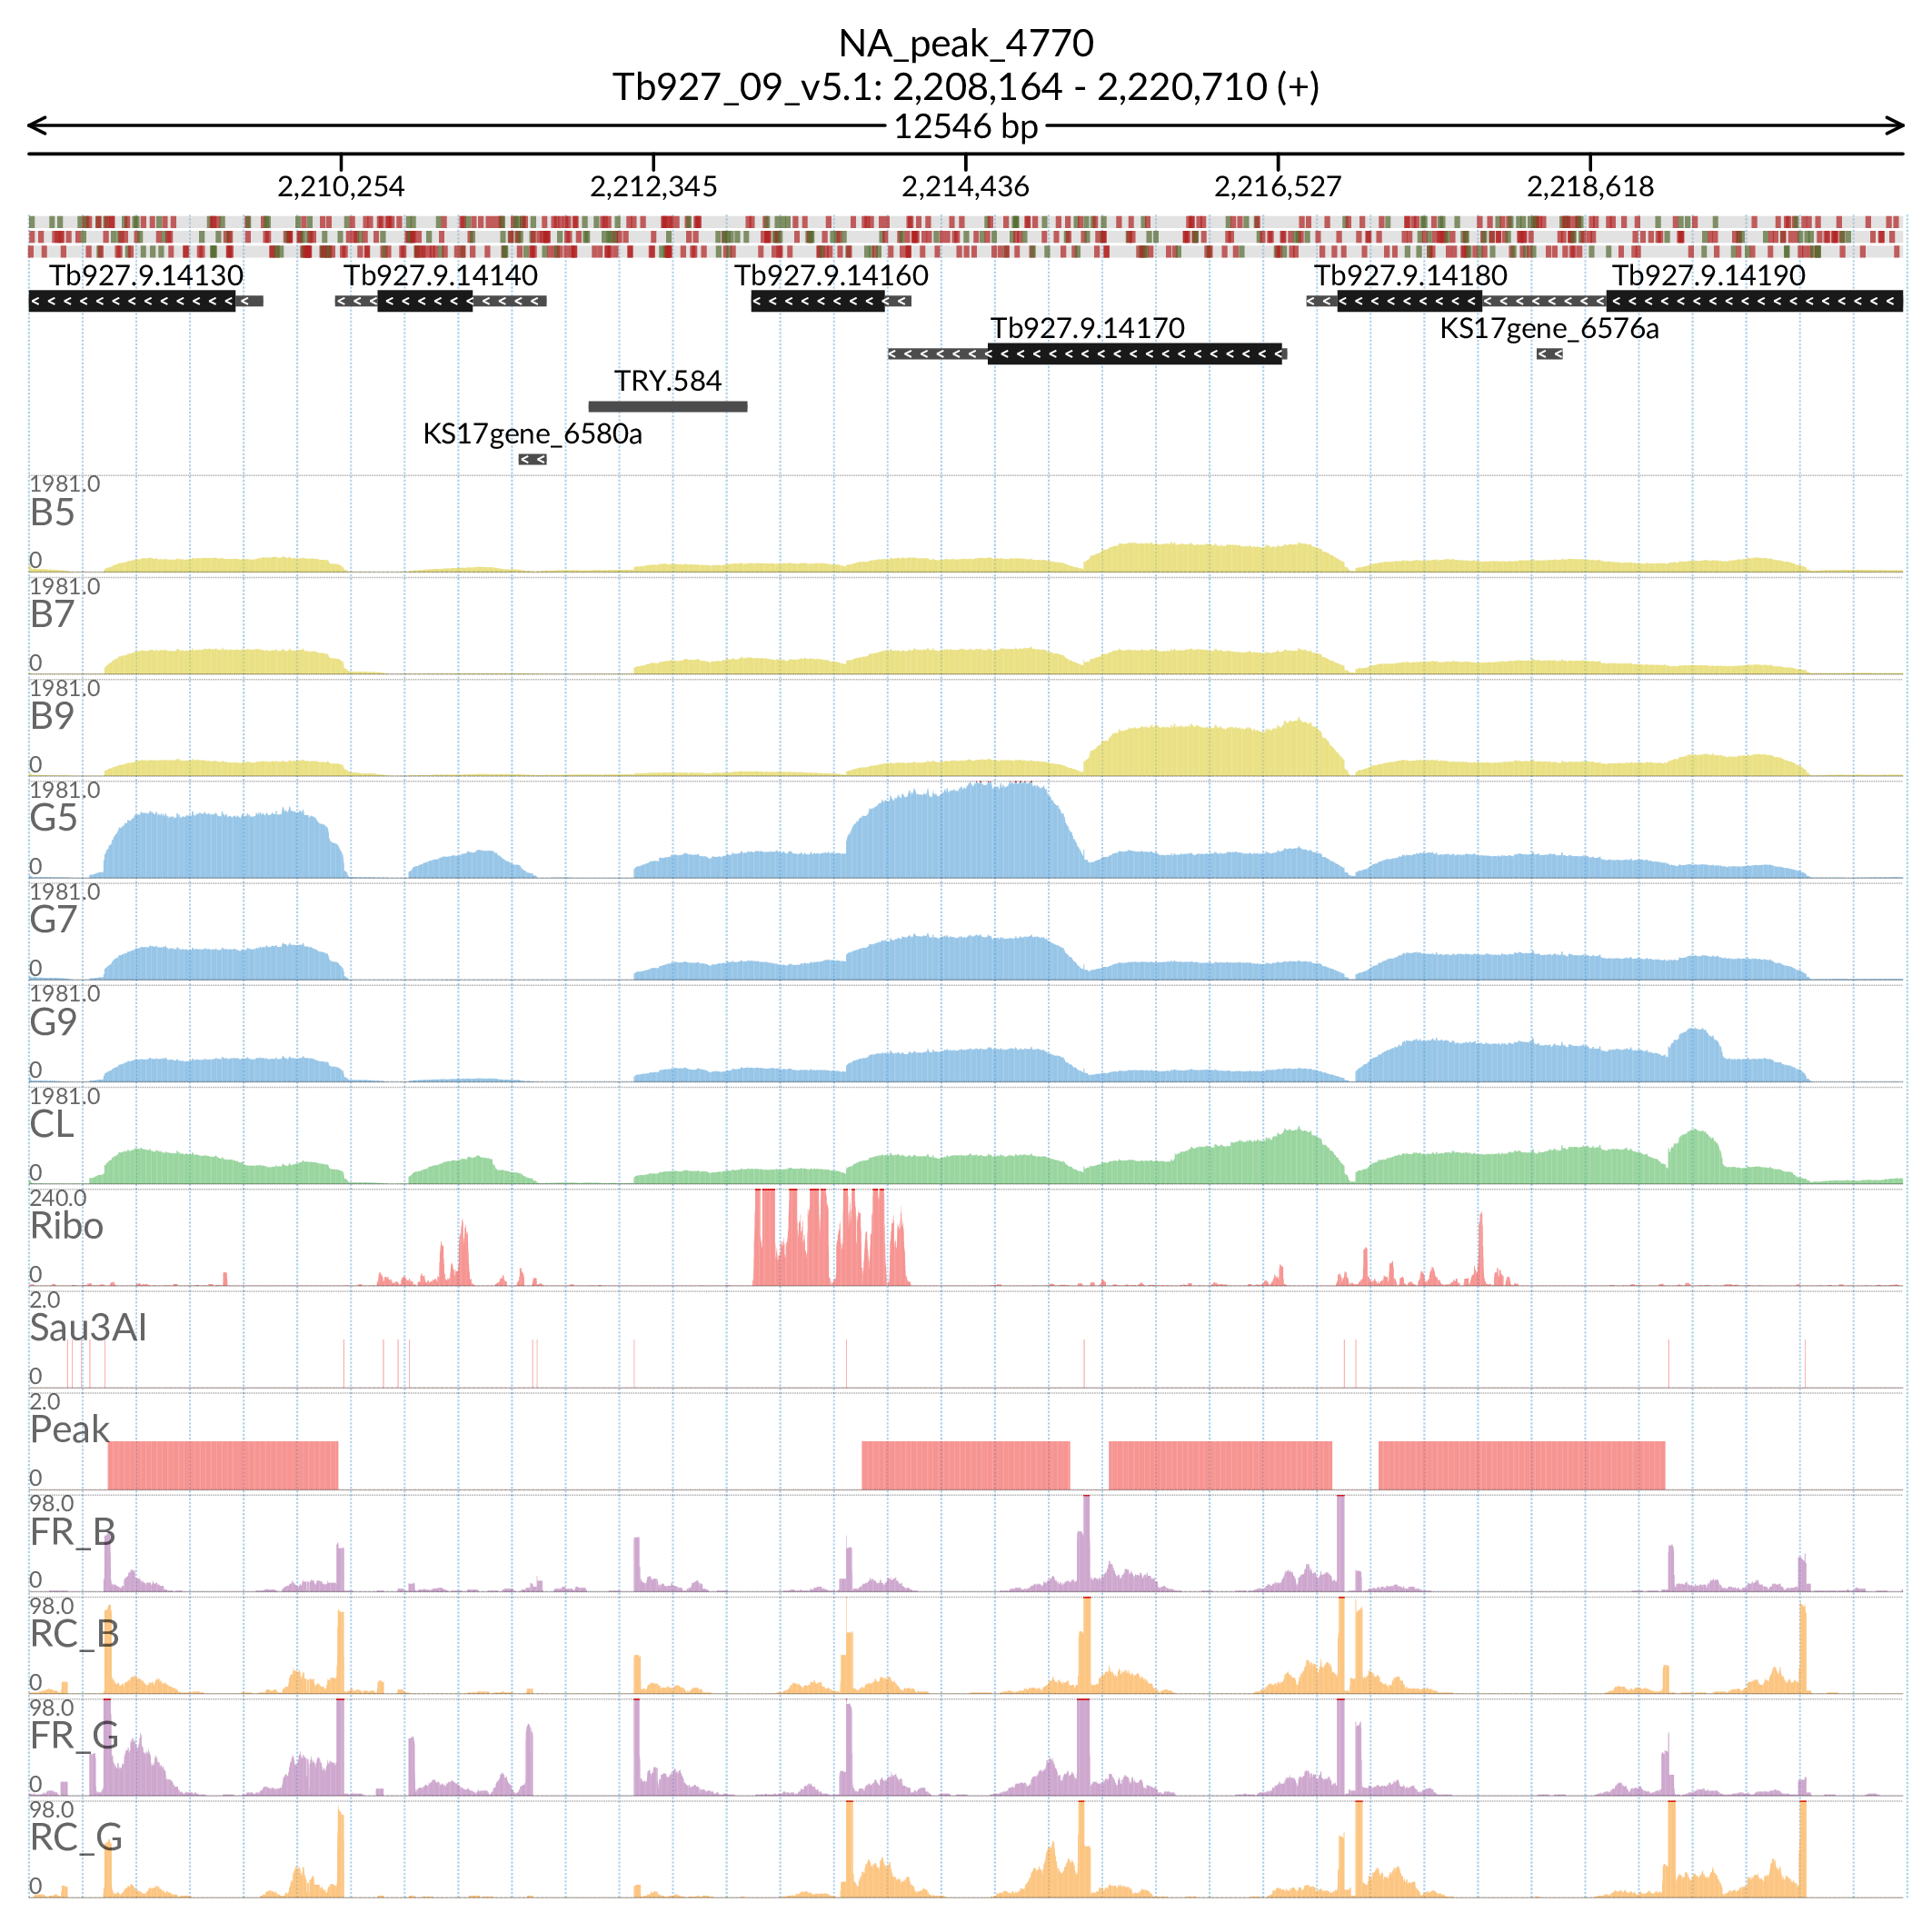 NA_peak_4770
Tb927_09_v5.1: 2,208,164 - 2,220,710 (+)
12546 bp
2,210,254 2,212,345 2,214,436 2,216,527 2,218,618
Tb927.9.14130 Tb927.9.14140 Tb927.9.14160 Tb927.9.14180 Tb927.9.14190
Tb927.9.14170 KS17gene_6576a
TRY.584
KS17gene_6580a
1981.0
B5
0
1981.0
B7
0
1981.0
B9
0
1981.0
G5
0
1981.0
G7
0
1981.0
G9
0
1981.0
CL
0
240.0
Ribo
0
2.0
Sau3AI
0
2.0
Peak
0
98.0
FR_B
0
98.0
RC_B
0
98.0
FR_G
0
98.0
RC_G
0